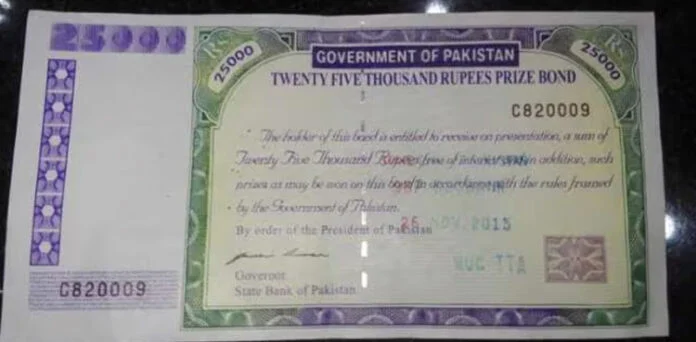 25000
RS 25000
RS 25000
GOVERNMENT OF PAKISTAN
TWENTY FIVE THOUSAND RUPEES PRIZE BOND
C820009
The holder of this bond is entitled to receive on presentation, a sum of
Twenty Five Thousand Rupees free of interest addition, such
prizes as may be won on this bond in accordance with the rules framed
by the Government of Pakistan.
By order of the President of Pakistan
26 NOV 2015
Governor
State Bank of Pakistan
C820009